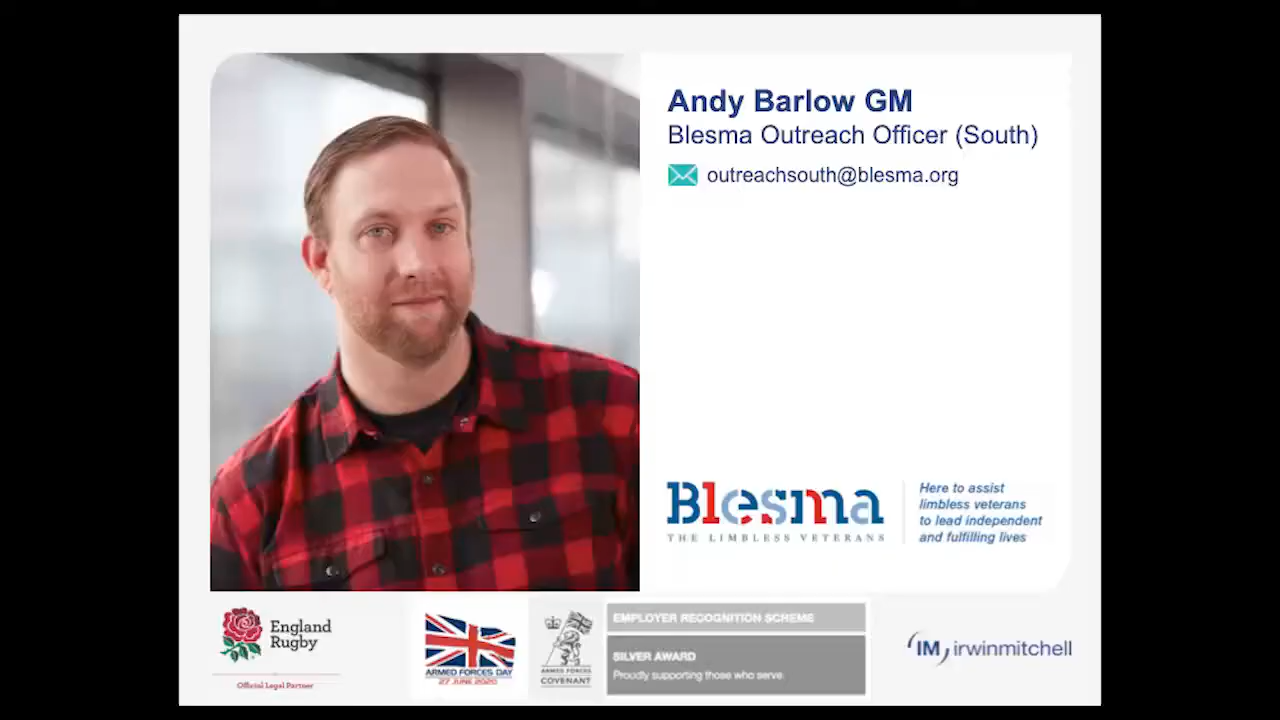 Andy Barlow GM
Blesma Outreach Officer (South)
outreachsouth@blesma.org
Blesma
THE LIMBLESS VETERANS
Here to assist
limbless veterans
to lead independent
and fulfilling lives
England
Rugby
Official Legal Partner
ARMED FORCES DAY
27 JUNE 2020
ARMED FORCES
COVENANT
EMPLOYER RECOGNITION SCHEME
SILVER AWARD
Proudly supporting those who serve.
IM irwinmitchell